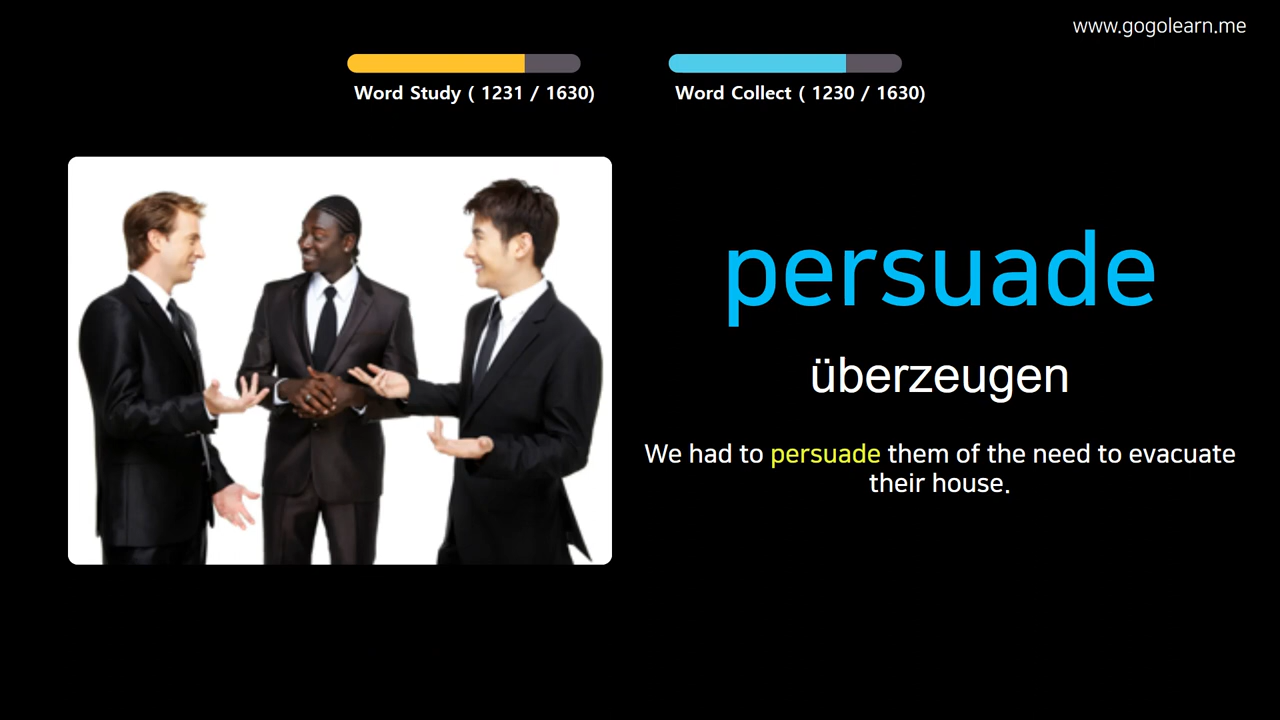 www.gogolearn.me
Word Study ( 1231 / 1630)
Word Collect ( 1230 / 1630)
persuade
überzeugen
We had to persuade them of the need to evacuate
their house.